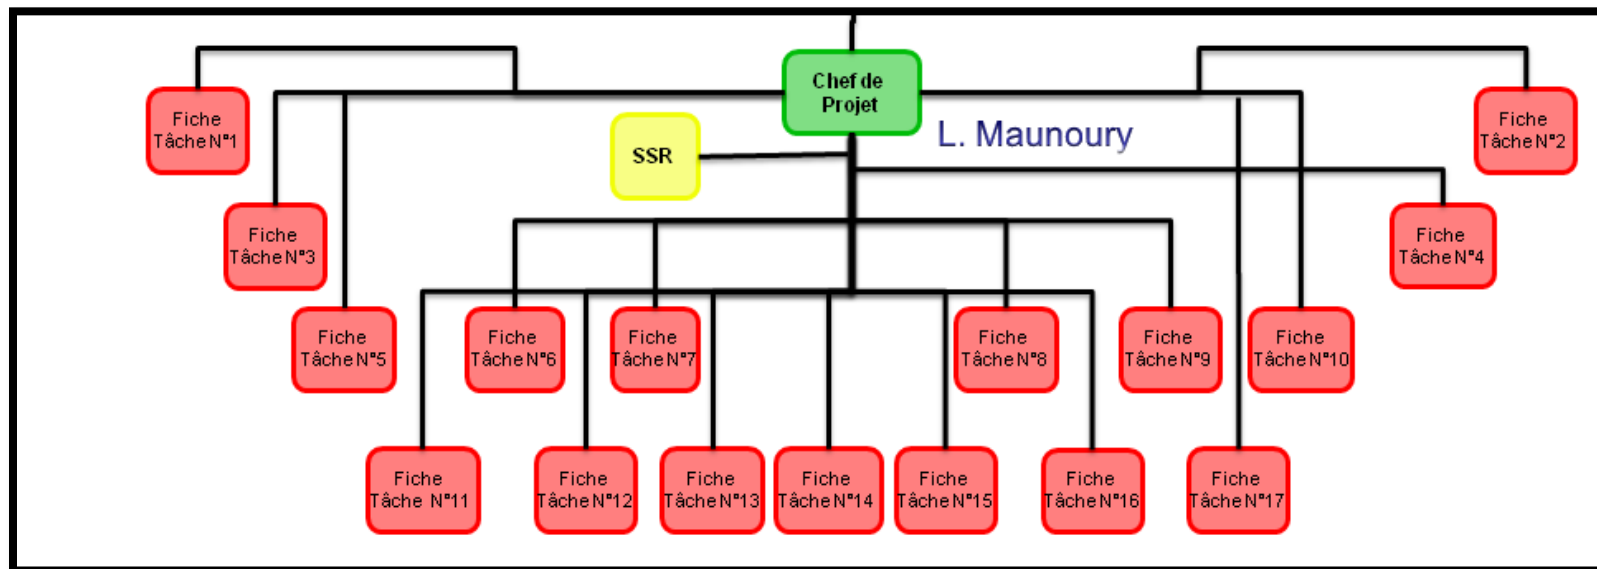 Chef de
Projet
L. Maunoury
SSR
Fiche
Tâche N°1
Fiche
Tâche N°2
Fiche
Tâche N°3
Fiche
Tâche N°4
Fiche
Tâche N°5
Fiche
Tâche N°6
Fiche
Tâche N°7
Fiche
Tâche N°8
Fiche
Tâche N°9
Fiche
Tâche N°10
Fiche
Tâche N°11
Fiche
Tâche N°12
Fiche
Tâche N°13
Fiche
Tâche N°14
Fiche
Tâche N°15
Fiche
Tâche N°16
Fiche
Tâche N°17